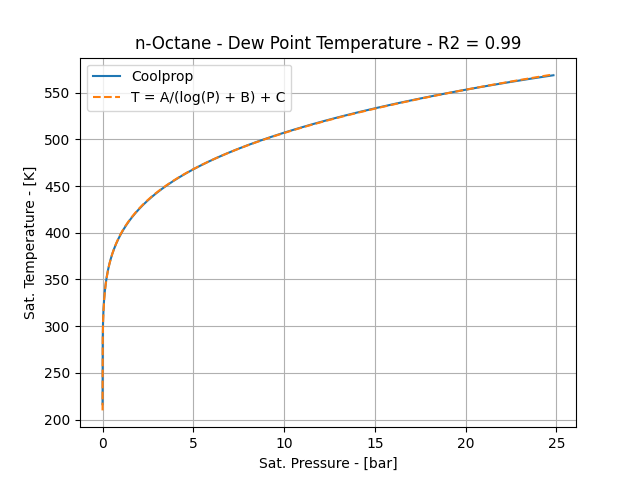 n-Octane - Dew Point Temperature - R2 = 0.99
Coolprop
T = A/(log(P) + B) + C
Sat. Temperature - [K]
550
500
450
400
350
300
250
200
0 5 10 15 20 25
Sat. Pressure - [bar]